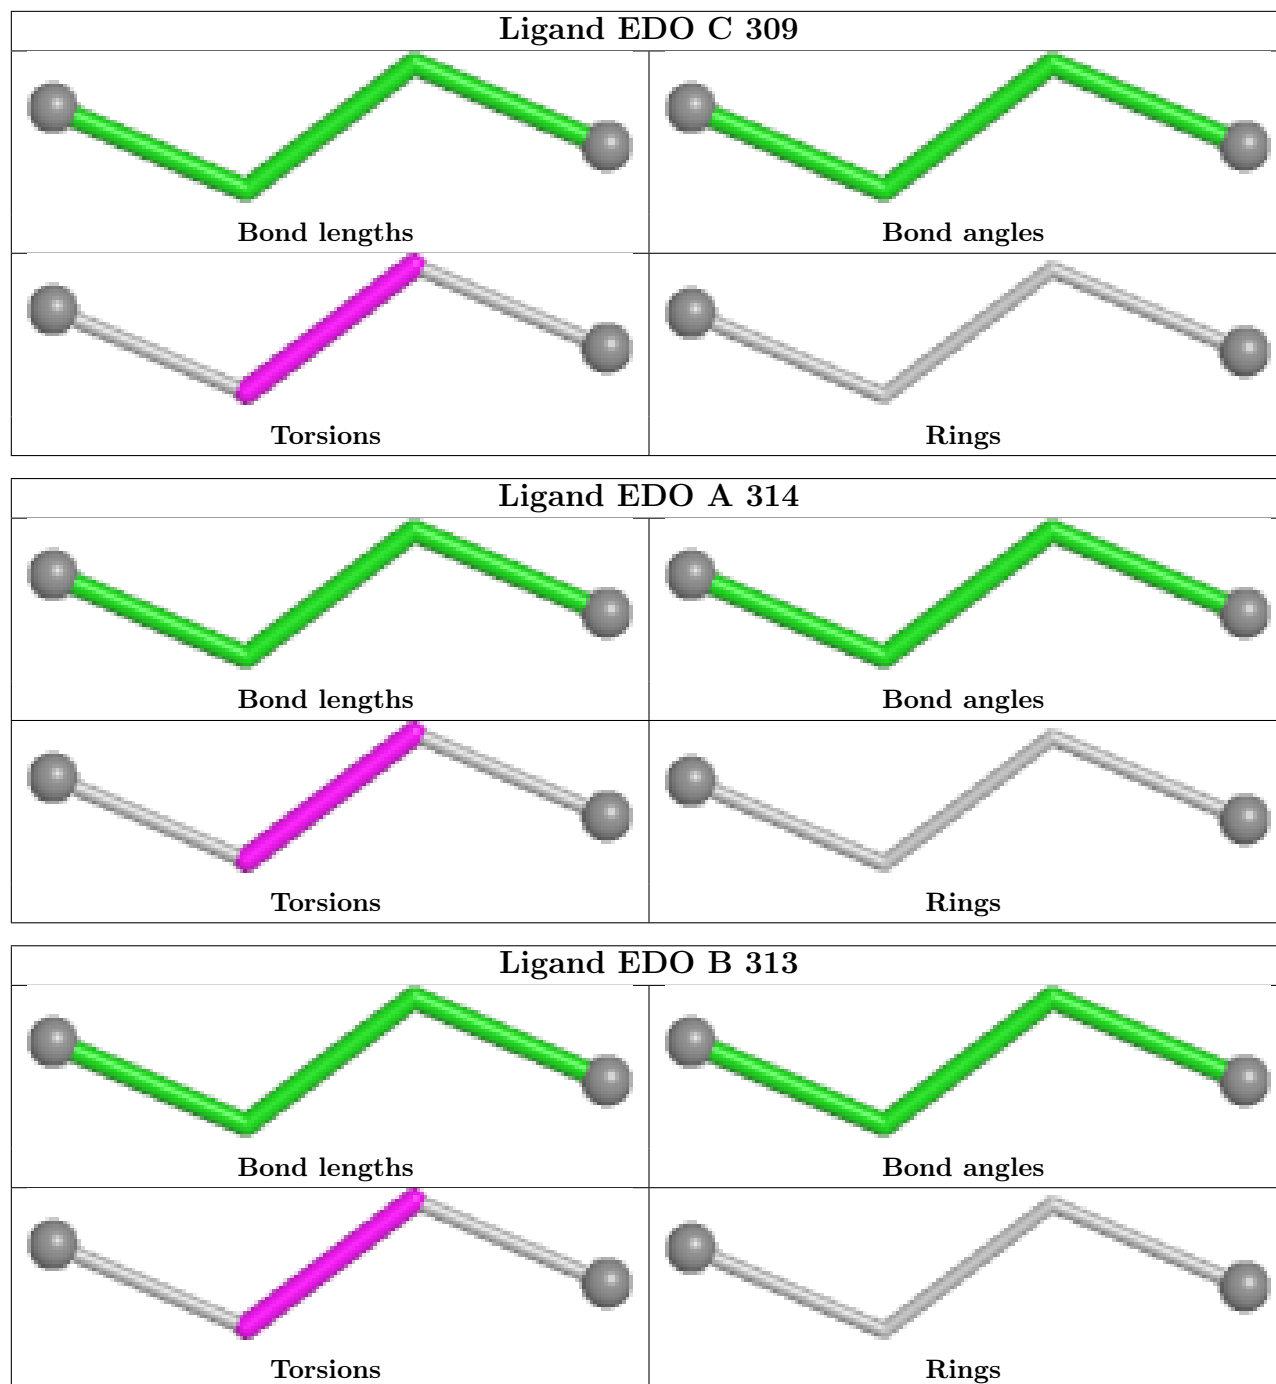 Ligand EDO C 309
Bond lengths
Bond angles
Torsions
Rings
Ligand EDO A 314
Bond lengths
Bond angles
Torsions
Rings
Ligand EDO B 313
Bond lengths
Bond angles
Torsions
Rings